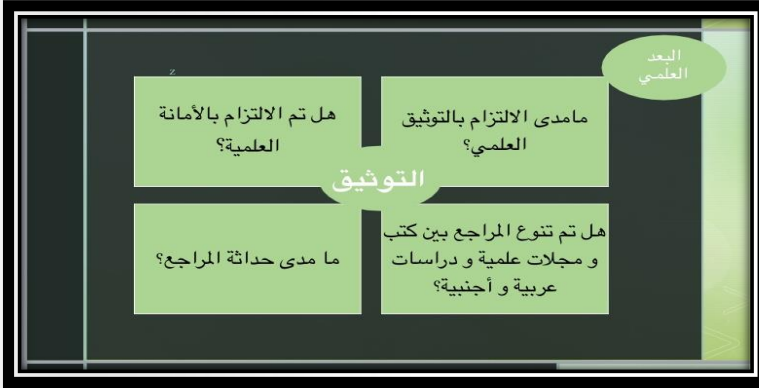 البعد
العلمي
z
مامدى الالتزام بالتوثيق
العلمي؟
هل تم الالتزام بالأمانة
العلمية؟
التوثيق
هل تم تنوع المراجع بين كتب
و مجلات علمية و دراسات
عربية و أجنبية؟
ما مدى حداثة المراجع؟